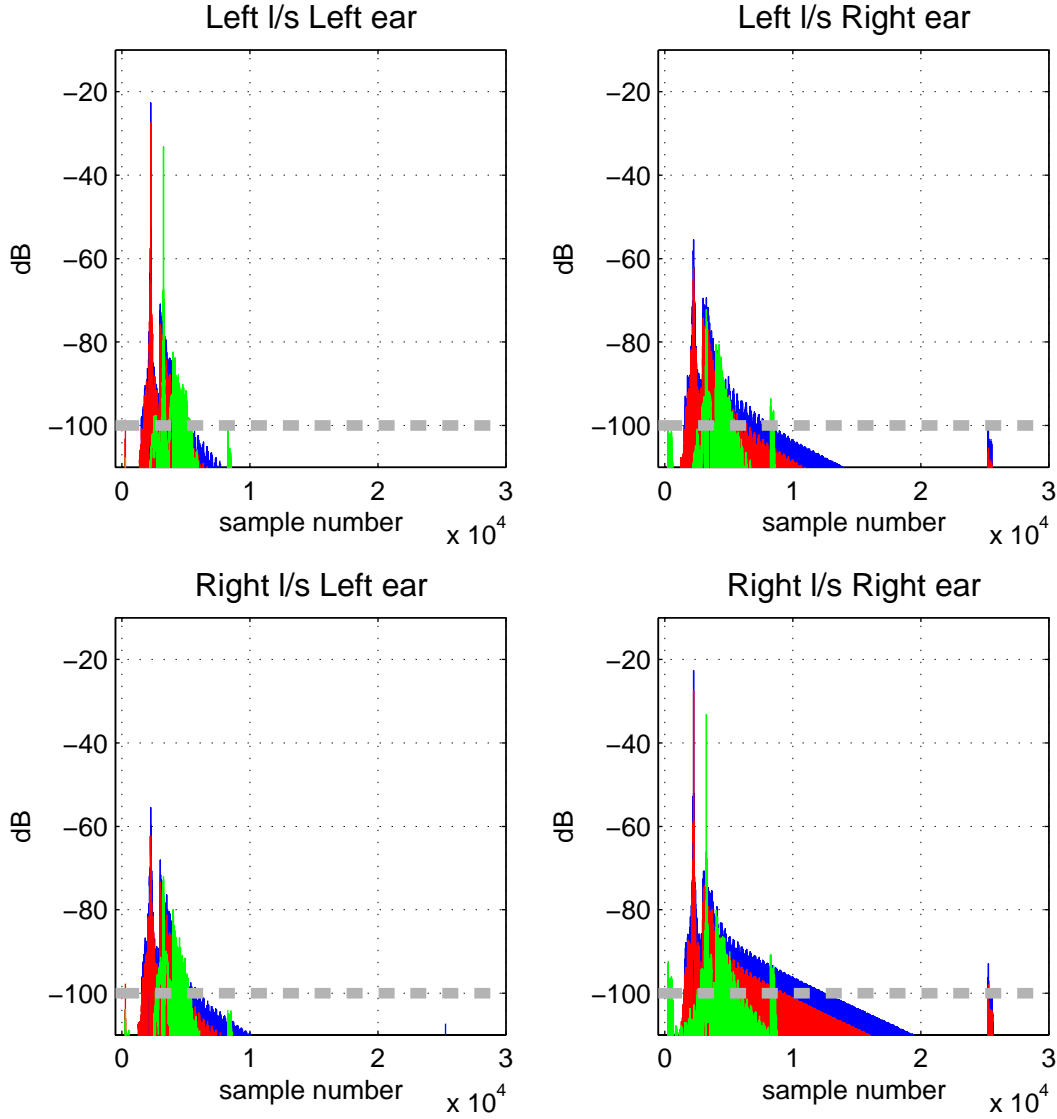 Left l/s Left ear
−20
−40
−60
−80
−100
dB
0
1
2
3
sample number
x 10^4
Left l/s Right ear
−20
−40
−60
−80
−100
dB
0
1
2
3
sample number
x 10^4
Right l/s Left ear
−20
−40
−60
−80
−100
dB
0
1
2
3
sample number
x 10^4
Right l/s Right ear
−20
−40
−60
−80
−100
dB
0
1
2
3
sample number
x 10^4